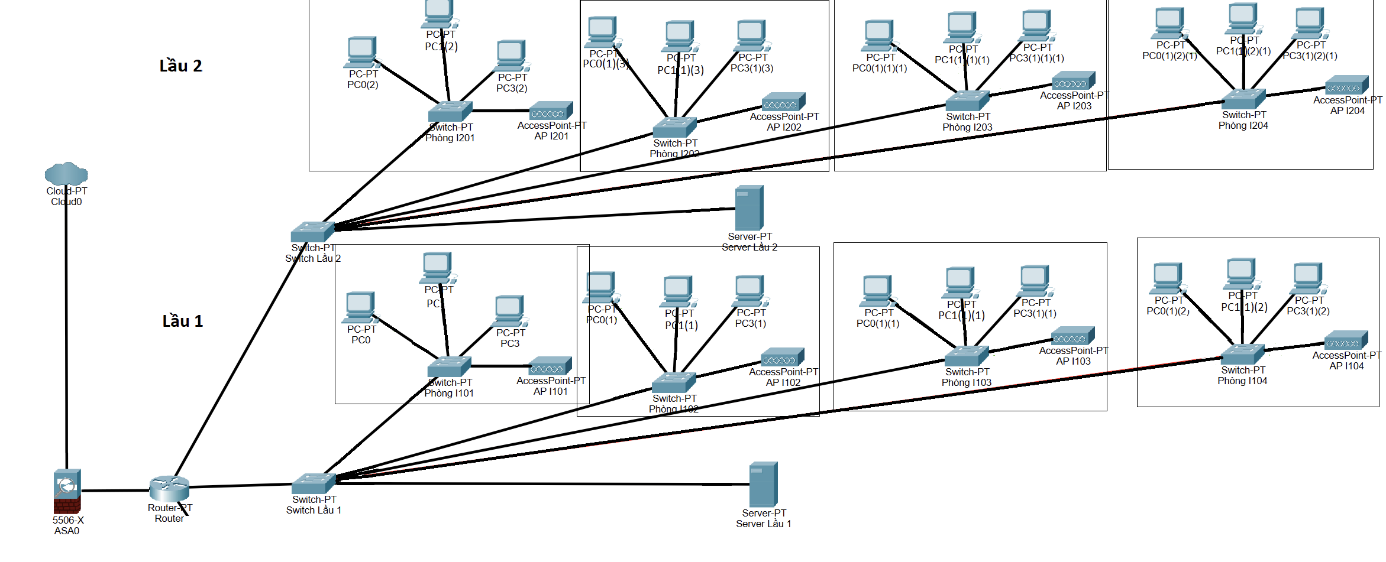 Lầu 2
PC-PT
PC1(2)
PC-PT
PC0(2)
PC-PT
PC3(2)
Switch-PT
Phòng I201
AccessPoint-PT
AP I201
PC-PT
PC0(1)(3)
PC-PT
PC1(1)(3)
PC-PT
PC3(1)(3)
Switch-PT
Phòng I202
AccessPoint-PT
AP I202
PC-PT
PC0(1)(1)(1)
PC-PT
PC1(1)(1)(1)
PC-PT
PC3(1)(1)(1)
Switch-PT
Phòng I203
AccessPoint-PT
AP I203
PC-PT
PC0(1)(2)(1)
PC-PT
PC1(1)(2)(1)
PC-PT
PC3(1)(2)(1)
Switch-PT
Phòng I204
AccessPoint-PT
AP I204
Cloud-PT
Cloud0
Switch-PT
Switch Lầu 2
Server-PT
Server Lầu 2
Lầu 1
PC-PT
PC-PT
PC0
PC-PT
PC3
Switch-PT
Phòng I101
AccessPoint-PT
AP I101
PC-PT
PC0(1)
PC-PT
PC1(1)
PC-PT
PC3(1)
Switch-PT
Phòng I102
AccessPoint-PT
AP I102
PC-PT
PC0(1)(1)
PC-PT
PC1(1)(1)
PC-PT
PC3(1)(1)
Switch-PT
Phòng I103
AccessPoint-PT
AP I103
PC-PT
PC0(1)(2)
PC-PT
PC1(1)(2)
PC-PT
PC3(1)(2)
Switch-PT
Phòng I104
AccessPoint-PT
AP I104
5506-X
ASA0
Router-PT
Router
Switch-PT
Switch Lầu 1
Server-PT
Server Lầu 1